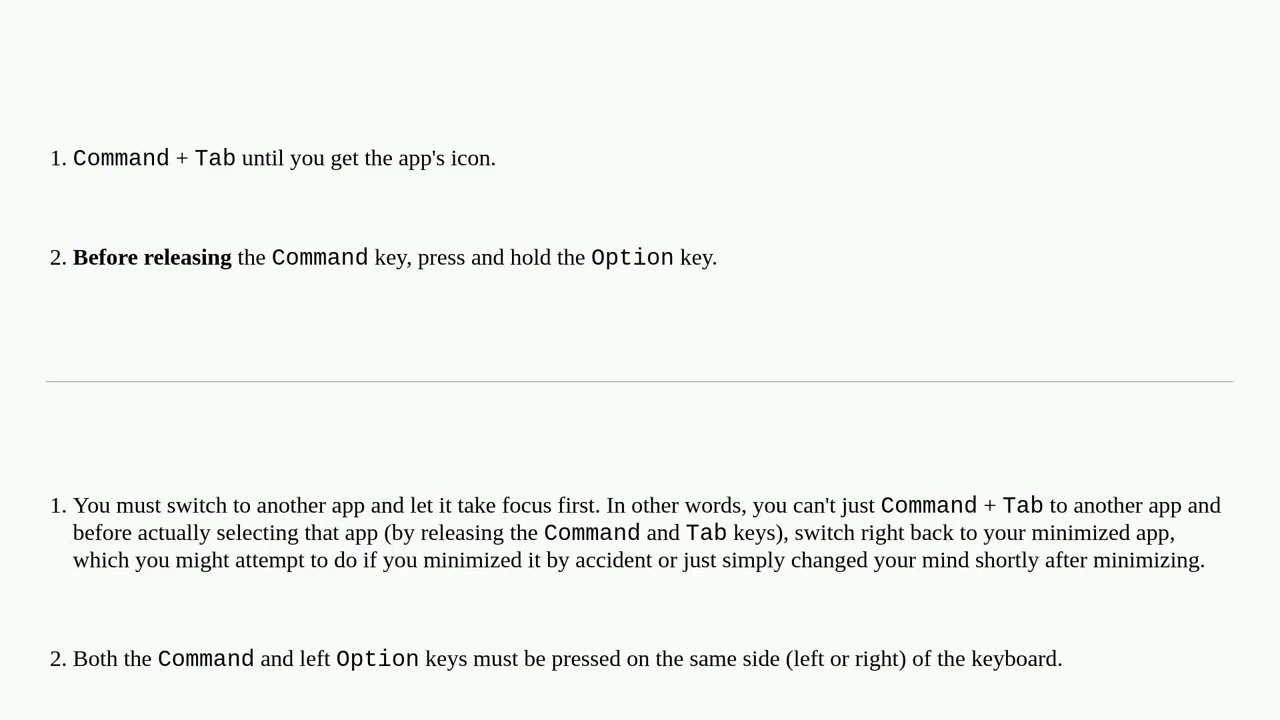 1. Command + Tab until you get the app's icon.
2. Before releasing the Command key, press and hold the Option key.
1. You must switch to another app and let it take focus first. In other words, you can't just Command + Tab to another app and
before actually selecting that app (by releasing the Command and Tab keys), switch right back to your minimized app,
which you might attempt to do if you minimized it by accident or just simply changed your mind shortly after minimizing.
2. Both the Command and left Option keys must be pressed on the same side (left or right) of the keyboard.